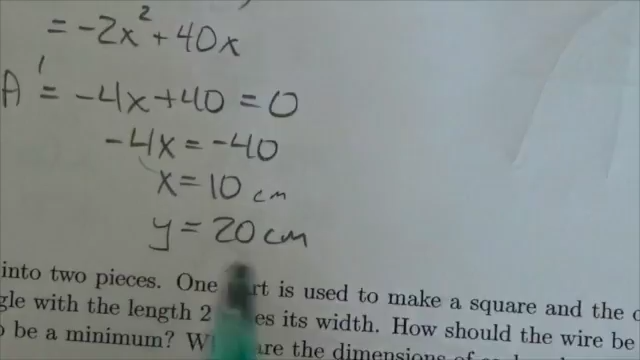 = -2x² + 40x
A' = -4x + 40 = 0
-4x = -40
x = 10 cm
y = 20 cm
into two pieces. One is used to make a square and the
with the length 2 its width. How should the wire be
be a minimum? are the dimensions of